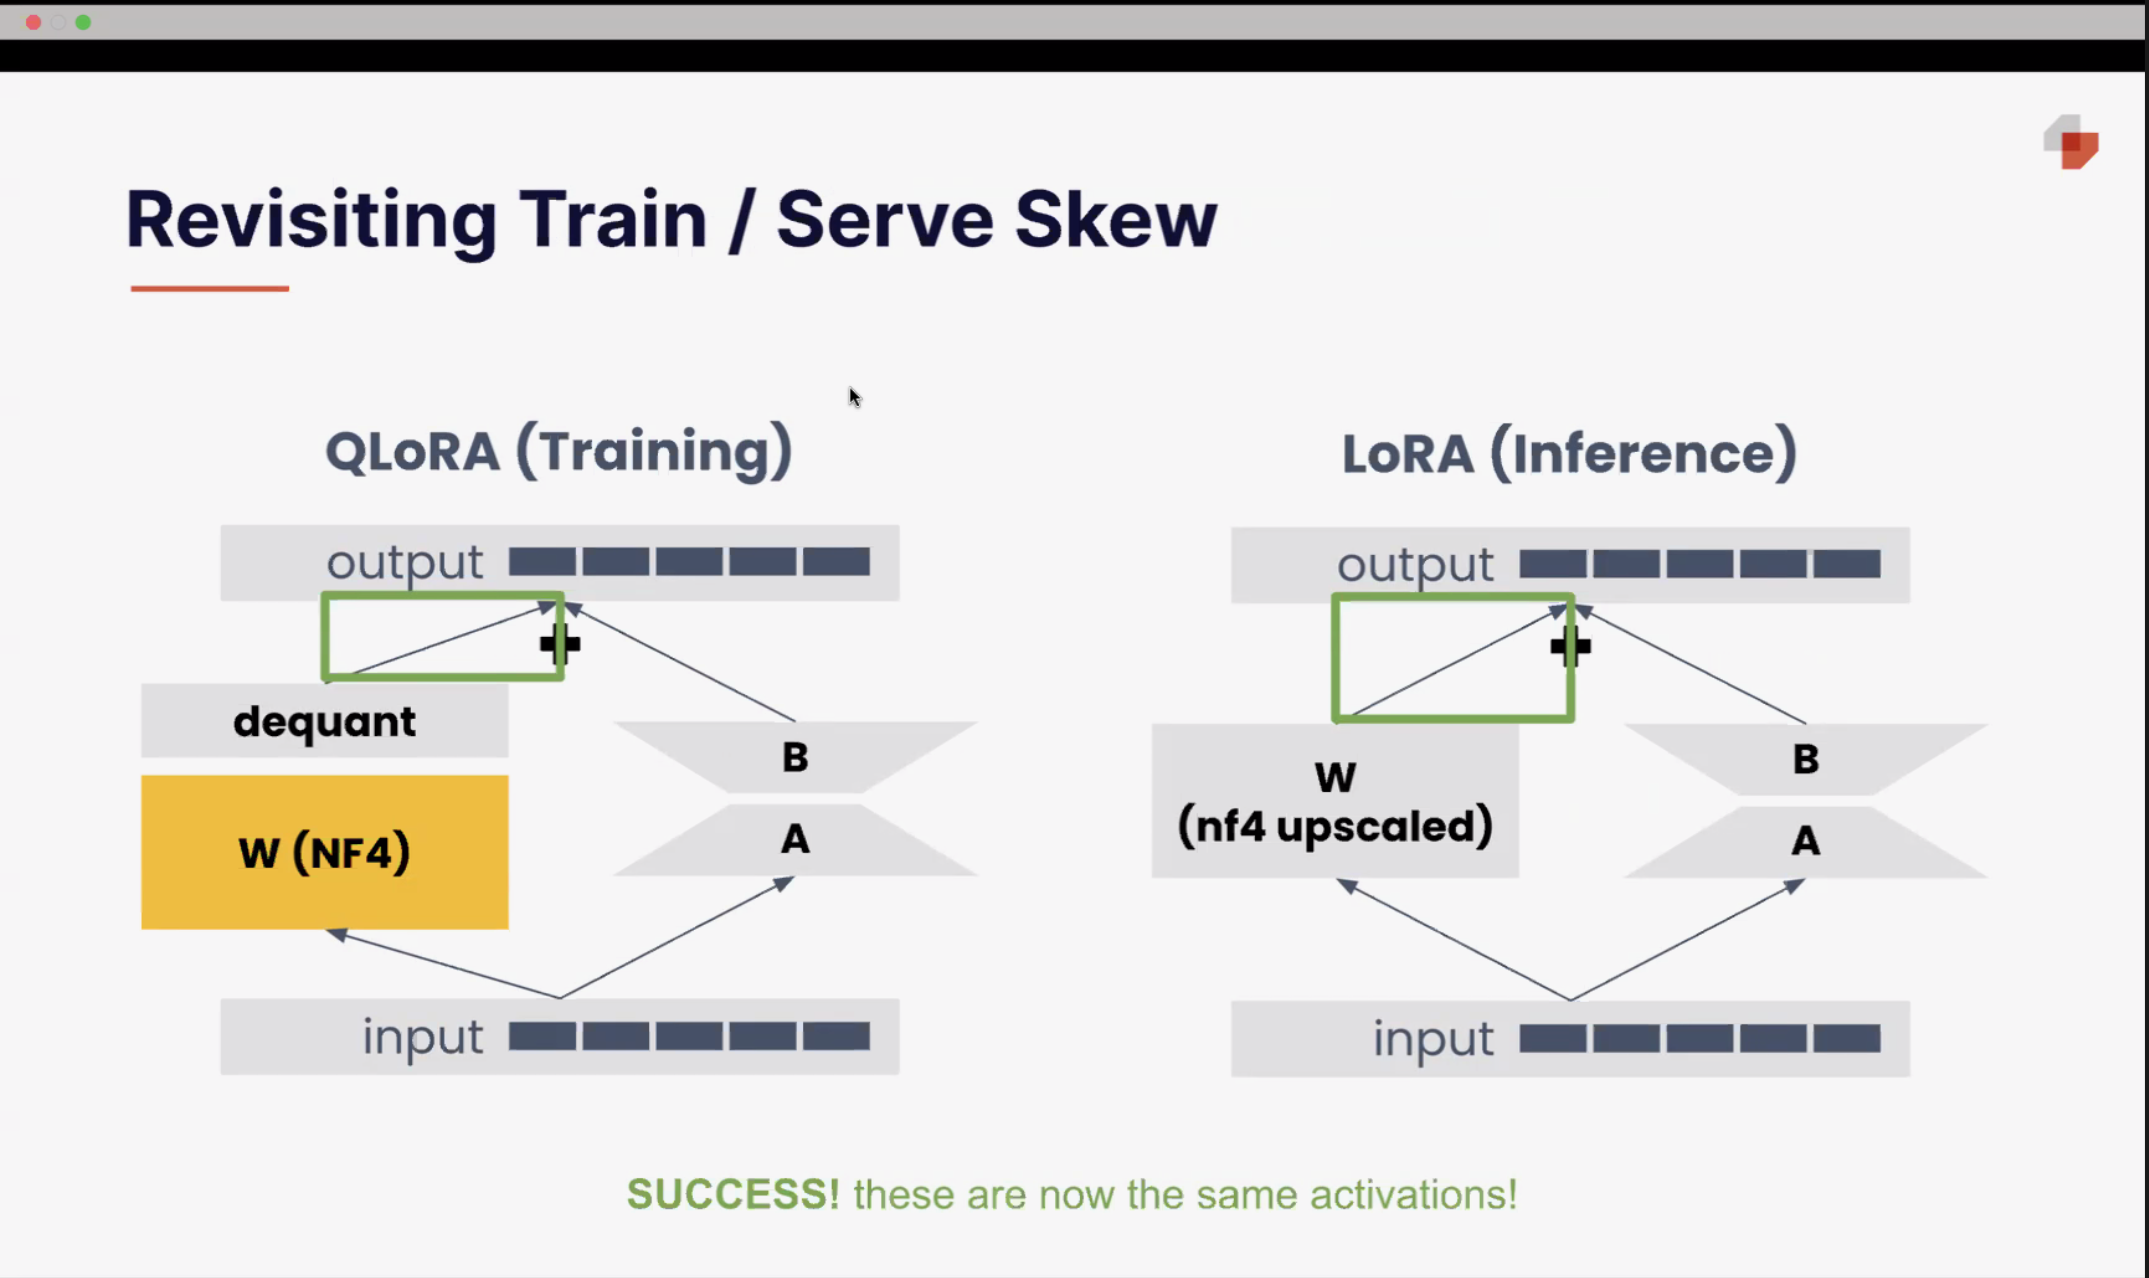 Revisiting Train / Serve Skew
QLoRA (Training)
output
dequant
W (NF4)
B
A
input
LoRA (Inference)
output
W
(nf4 upscaled)
B
A
input
SUCCESS! these are now the same activations!